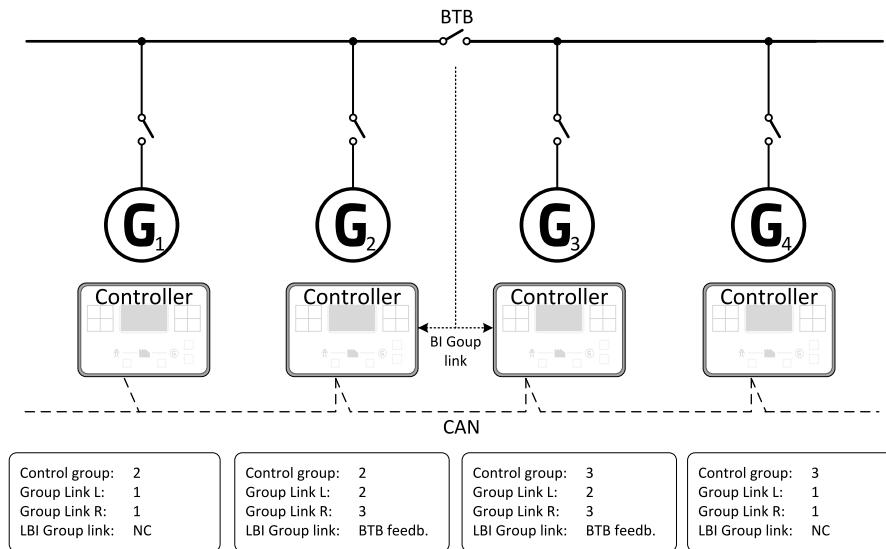 BTB
G1 G2 G3 G4
Controller Controller Controller Controller
BI Goup
link
CAN
Control group: 2
Group Link L: 1
Group Link R: 1
LBI Group link: NC
Control group: 2
Group Link L: 2
Group Link R: 3
LBI Group link: BTB feedb.
Control group: 3
Group Link L: 2
Group Link R: 3
LBI Group link: BTB feedb.
Control group: 3
Group Link L: 1
Group Link R: 1
LBI Group link: NC